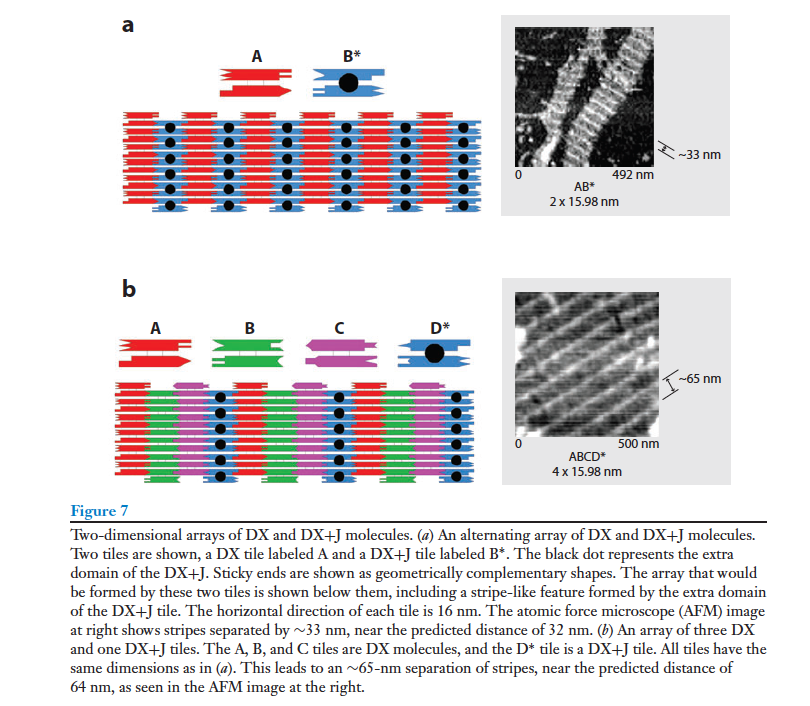 a
A
B*
0
492 nm
~33 nm
AB*
2 x 15.98 nm
b
A
B
C
D*
0
500 nm
~65 nm
ABCD*
4 x 15.98 nm
Figure 7
Two-dimensional arrays of DX and DX+J molecules. (a) An alternating array of DX and DX+J molecules.
Two tiles are shown, a DX tile labeled A and a DX+J tile labeled B*. The black dot represents the extra
domain of the DX+J. Sticky ends are shown as geometrically complementary shapes. The array that would
be formed by these two tiles is shown below them, including a stripe-like feature formed by the extra domain
of the DX+J tile. The horizontal direction of each tile is 16 nm. The atomic force microscope (AFM) image
at right shows stripes separated by ∼33 nm, near the predicted distance of 32 nm. (b) An array of three DX
and one DX+J tiles. The A, B, and C tiles are DX molecules, and the D* tile is a DX+J tile. All tiles have the
same dimensions as in (a). This leads to an ∼65-nm separation of stripes, near the predicted distance of
64 nm, as seen in the AFM image at the right.